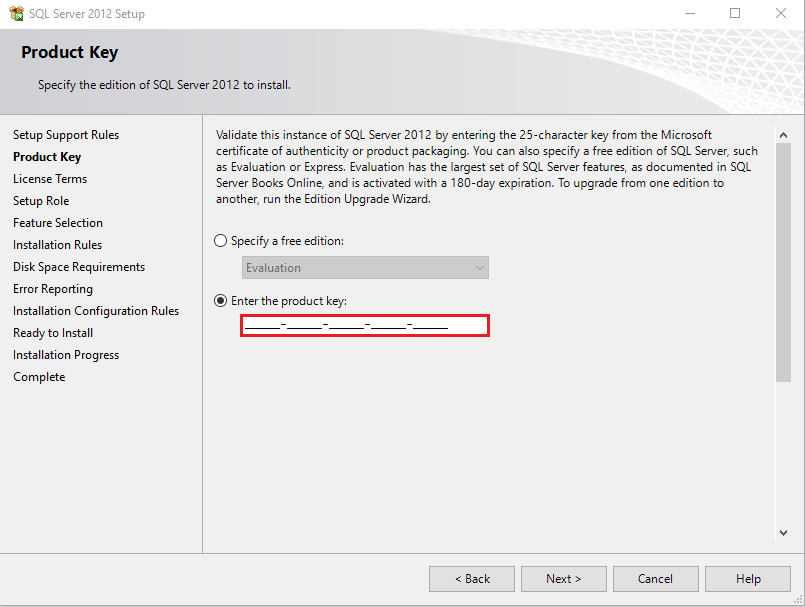 SQL Server 2012 Setup
Product Key
Specify the edition of SQL Server 2012 to install.
Setup Support Rules
Product Key
License Terms
Setup Role
Feature Selection
Installation Rules
Disk Space Requirements
Error Reporting
Installation Configuration Rules
Ready to Install
Installation Progress
Complete
Validate this instance of SQL Server 2012 by entering the 25-character key from the Microsoft
certificate of authenticity or product packaging. You can also specify a free edition of SQL Server, such
as Evaluation or Express. Evaluation has the largest set of SQL Server features, as documented in SQL
Server Books Online, and is activated with a 180-day expiration. To upgrade from one edition to
another, run the Edition Upgrade Wizard.
Specify a free edition:
Evaluation
Enter the product key:
_____-_____-_____-_____-_____
< Back
Next >
Cancel
Help